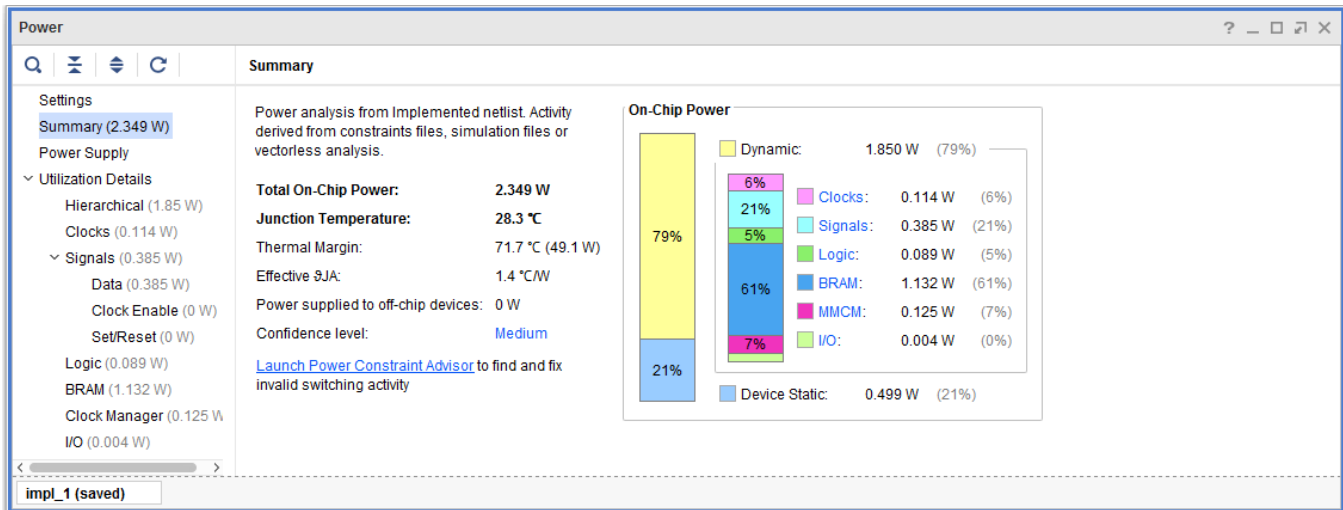 Power
? _ □ X
Summary
Settings
Summary (2.349 W)
Power Supply
Utilization Details
Hierarchical (1.85 W)
Clocks (0.114 W)
Signals (0.385 W)
Data (0.385 W)
Clock Enable (0 W)
Set/Reset (0 W)
Logic (0.089 W)
BRAM (1.132 W)
Clock Manager (0.125 W
I/O (0.004 W)
Power analysis from Implemented netlist. Activity
derived from constraints files, simulation files or
vectorless analysis.
Total On-Chip Power: 2.349 W
Junction Temperature: 28.3 °C
Thermal Margin: 71.7 °C (49.1 W)
Effective ϑJA: 1.4 °C/W
Power supplied to off-chip devices: 0 W
Confidence level: Medium
Launch Power Constraint Advisor to find and fix
invalid switching activity
On-Chip Power
79%
21%
Dynamic: 1.850 W (79%)
6%
21%
5%
61%
7%
Clocks: 0.114 W (6%)
Signals: 0.385 W (21%)
Logic: 0.089 W (5%)
BRAM: 1.132 W (61%)
MMCM: 0.125 W (7%)
I/O: 0.004 W (0%)
Device Static: 0.499 W (21%)
impl_1 (saved)